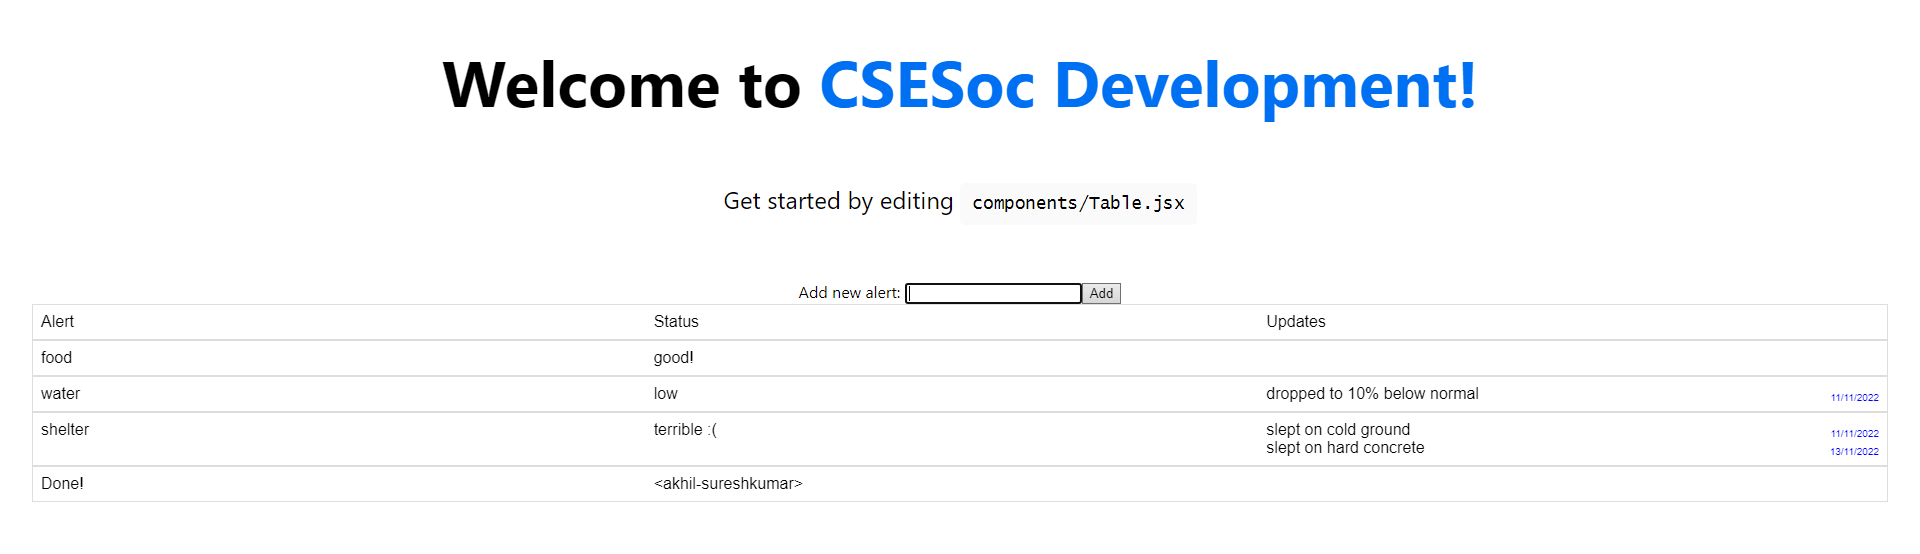 Welcome to CSESoc Development!
Get started by editing components/Table.jsx
Add new alert: Add
Alert Status Updates
food good!
water low dropped to 10% below normal 11/11/2022
shelter terrible :( slept on cold ground 11/11/2022
slept on hard concrete 13/11/2022
Done! <akhil-sureshkumar>